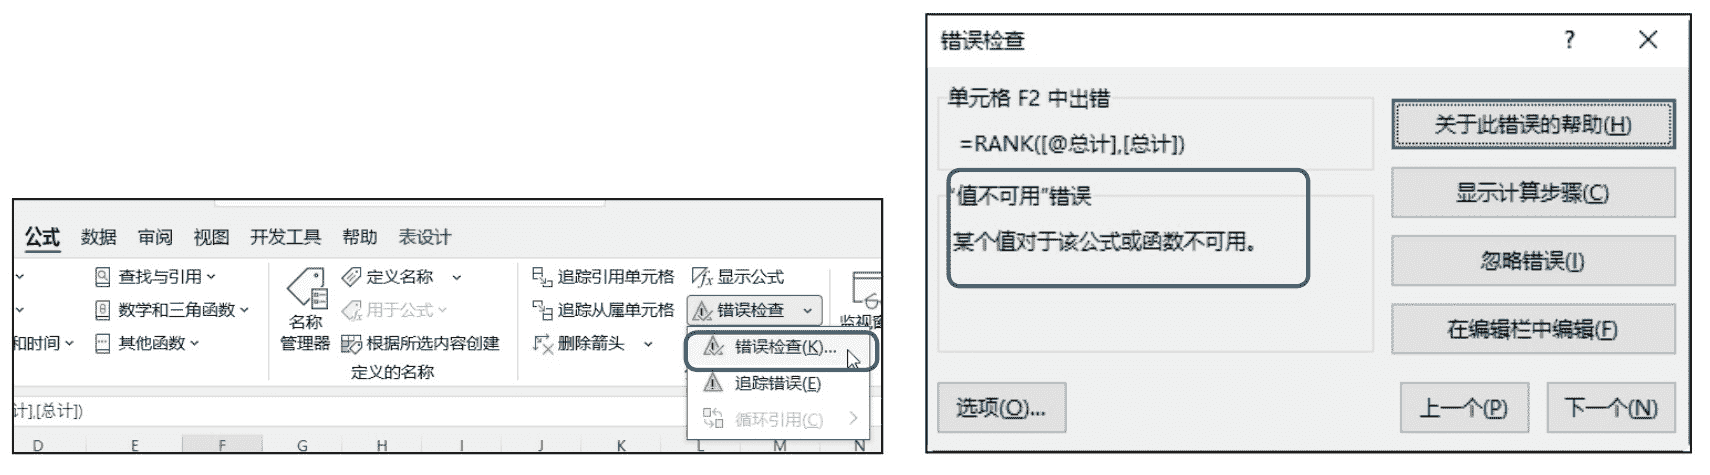 公式 数据 审阅 视图 开发工具 帮助 表设计
查找与引用 定义名称 追踪引用单元格 显示公式
数学和三角函数 用于公式 追踪从属单元格 错误检查
名称 监视窗
和时间 其他函数 管理器 根据所选内容创建 删除箭头 错误检查(K)...
定义的名称 追踪错误(E)
计],[总计]) 循环引用(C)
D E F G H I J K L M N
错误检查 ? ×
单元格 F2 中出错
=RANK([@总计],[总计])
"值不可用"错误
某个值对于该公式或函数不可用。
关于此错误的帮助(H)
显示计算步骤(C)
忽略错误(I)
在编辑栏中编辑(F)
选项(O)... 上一个(P) 下一个(N)